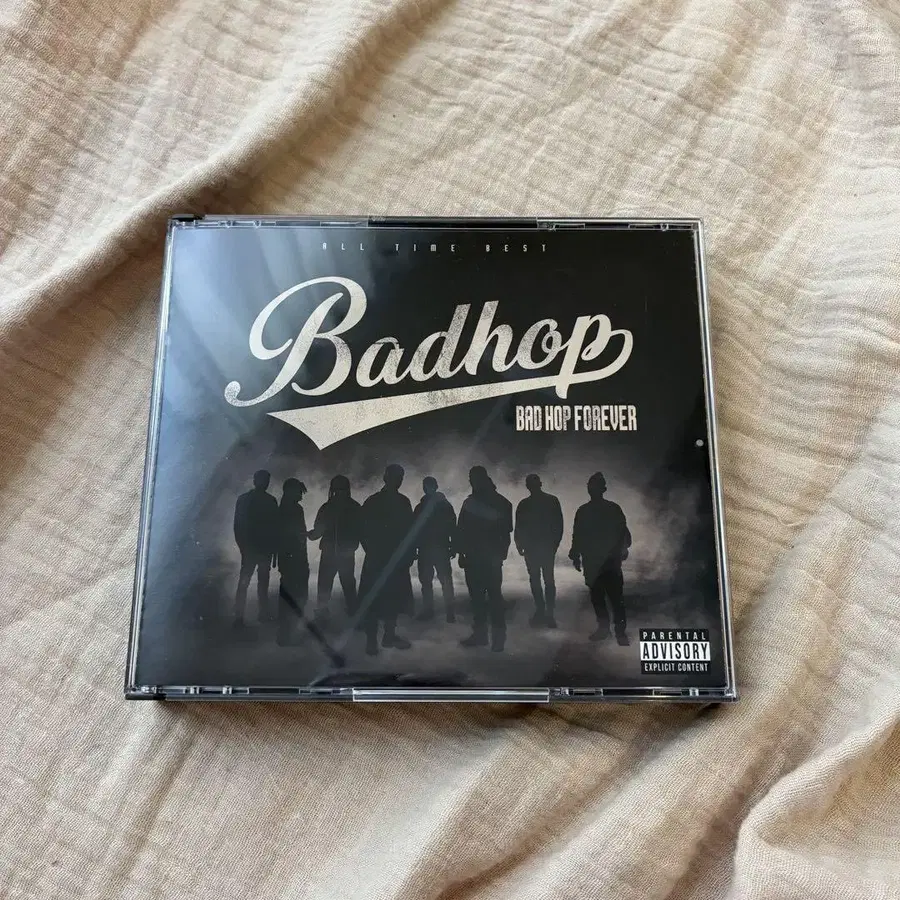 ALL TIME BEST
Badhop
BAD HOP FOREVER
PARENTAL
ADVISORY
EXPLICIT CONTENT